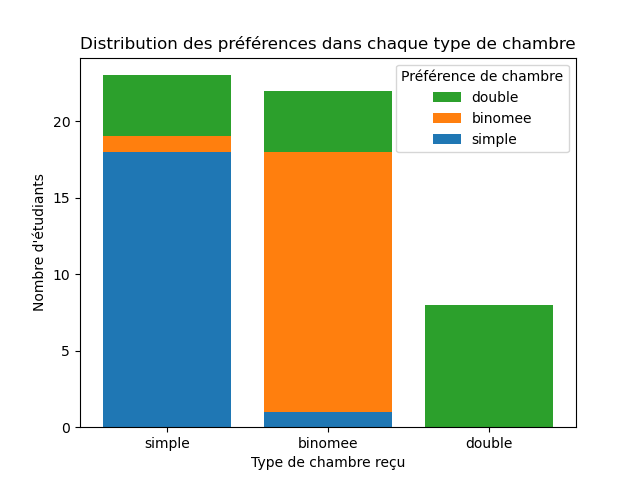 Distribution des préférences dans chaque type de chambre
Préférence de chambre
double
binomee
simple
Nombre d'étudiants
20
15
10
5
0
simple
binomee
double
Type de chambre reçu